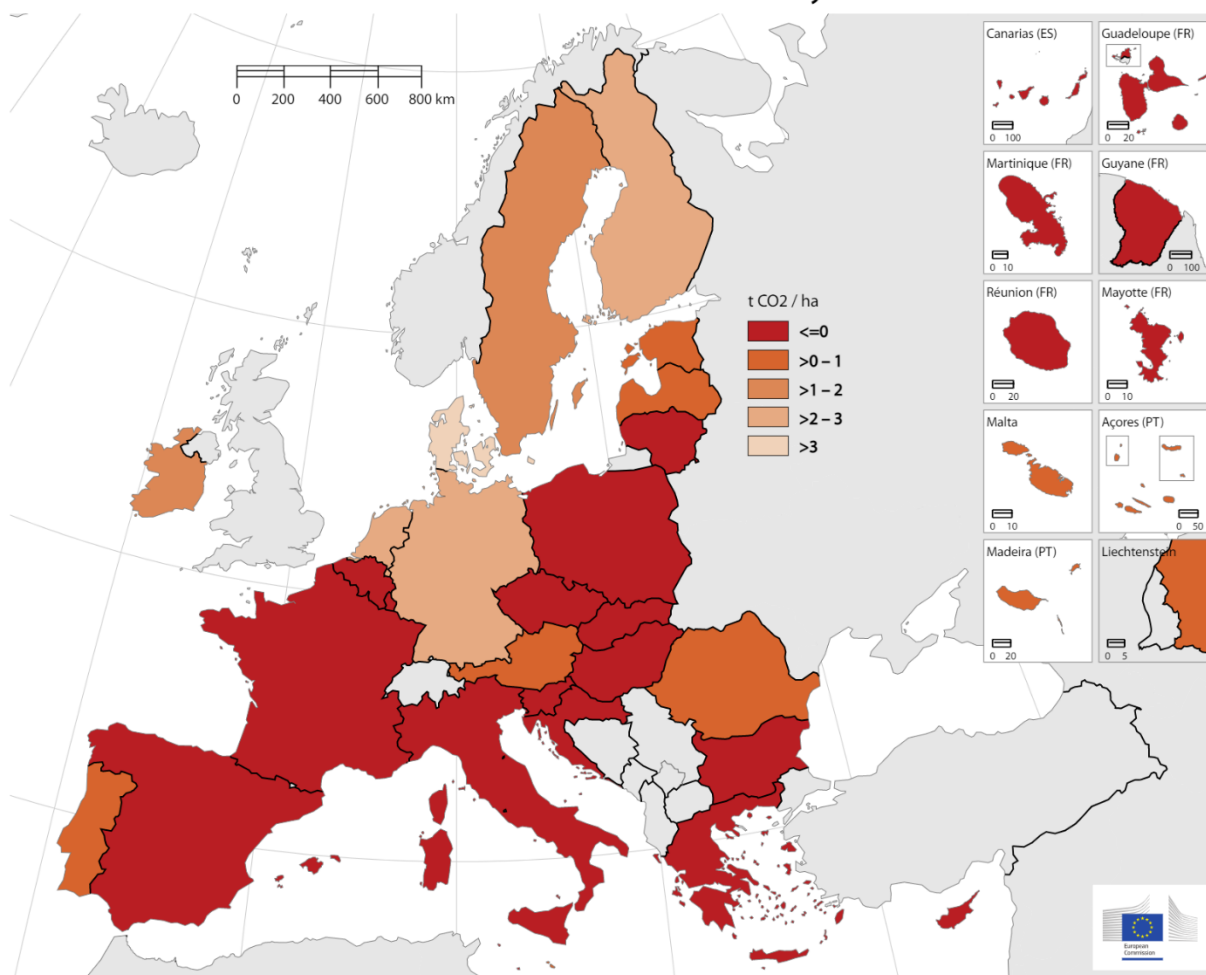 0 200 400 600 800 km
t CO2 / ha
<=0
>0 – 1
>1 – 2
>2 – 3
>3
Canarias (ES)
0 100
Guadeloupe (FR)
0 20
Martinique (FR)
0 10
Guyane (FR)
0 100
Réunion (FR)
0 20
Mayotte (FR)
0 10
Malta
0 10
Açores (PT)
0 50
Madeira (PT)
0 20
Liechtenstein
0 5
European
Commission